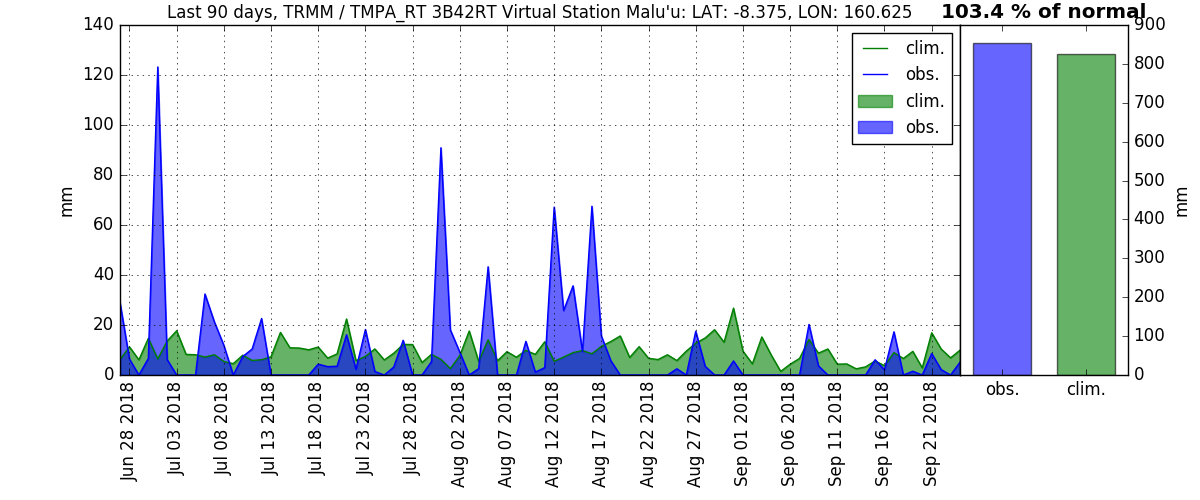 Last 90 days, TRMM / TMPA_RT 3B42RT Virtual Station Malu'u: LAT: -8.375, LON: 160.625
103.4 % of normal
140
120
100
80
60
40
20
0
mm
clim.
obs.
clim.
obs.
900
800
700
600
500
400
300
200
100
0
mm
obs.
clim.
Jun 28 2018
Jul 03 2018
Jul 08 2018
Jul 13 2018
Jul 18 2018
Jul 23 2018
Jul 28 2018
Aug 02 2018
Aug 07 2018
Aug 12 2018
Aug 17 2018
Aug 22 2018
Aug 27 2018
Sep 01 2018
Sep 06 2018
Sep 11 2018
Sep 16 2018
Sep 21 2018